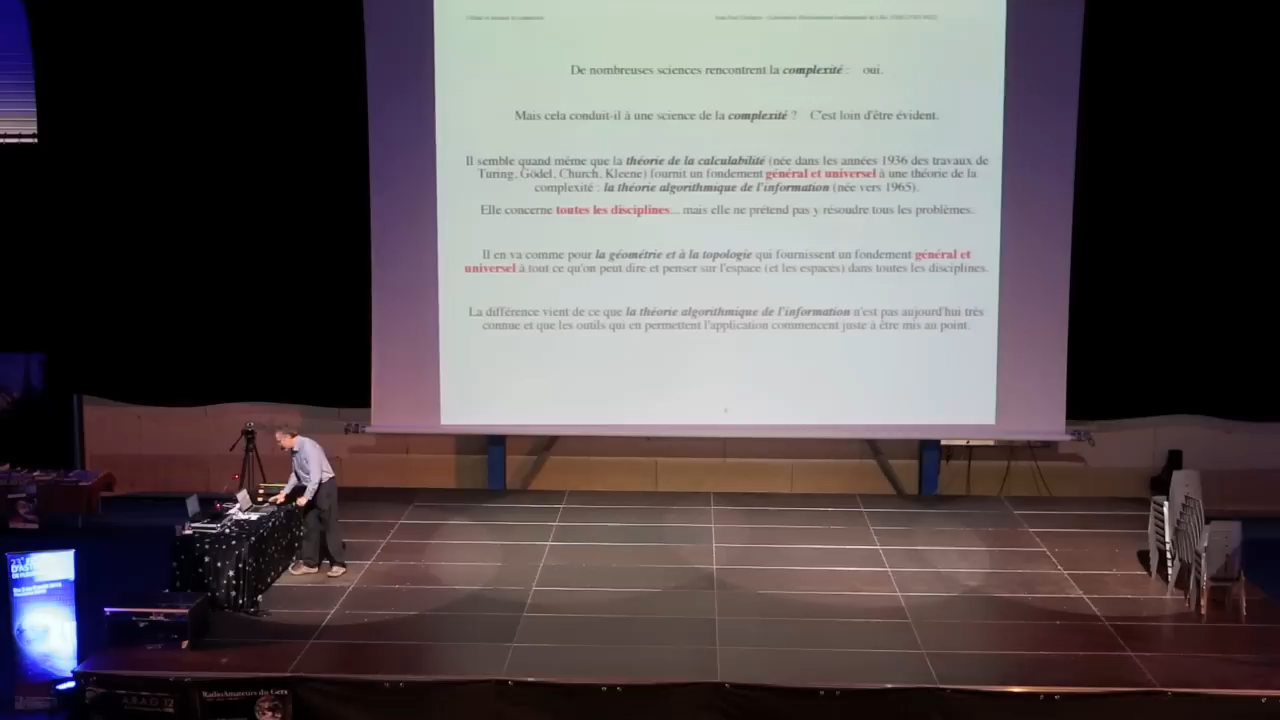 De nombreuses sciences rencontrent la complexité : oui.
Mais cela conduit-il à une science de la complexité ? C'est loin d'être évident.
Il semble quand même que la théorie de la calculabilité (née dans les années 1936 des travaux de
Turing, Gödel, Church, Kleene) fournit un fondement général et universel à une théorie de la
complexité : la théorie algorithmique de l'information (née vers 1965).
Elle concerne toutes les disciplines... mais elle ne prétend pas y résoudre tous les problèmes.
Il en va comme pour la géométrie et à la topologie qui fournissent un fondement général et
universel à tout ce qu'on peut dire et penser sur l'espace (et les espaces) dans toutes les disciplines.
La différence vient de ce que la théorie algorithmique de l'information n'est pas aujourd'hui très
connue et que les outils qui en permettent l'application commencent juste à être mis au point.
RadioAmateurs du Gers